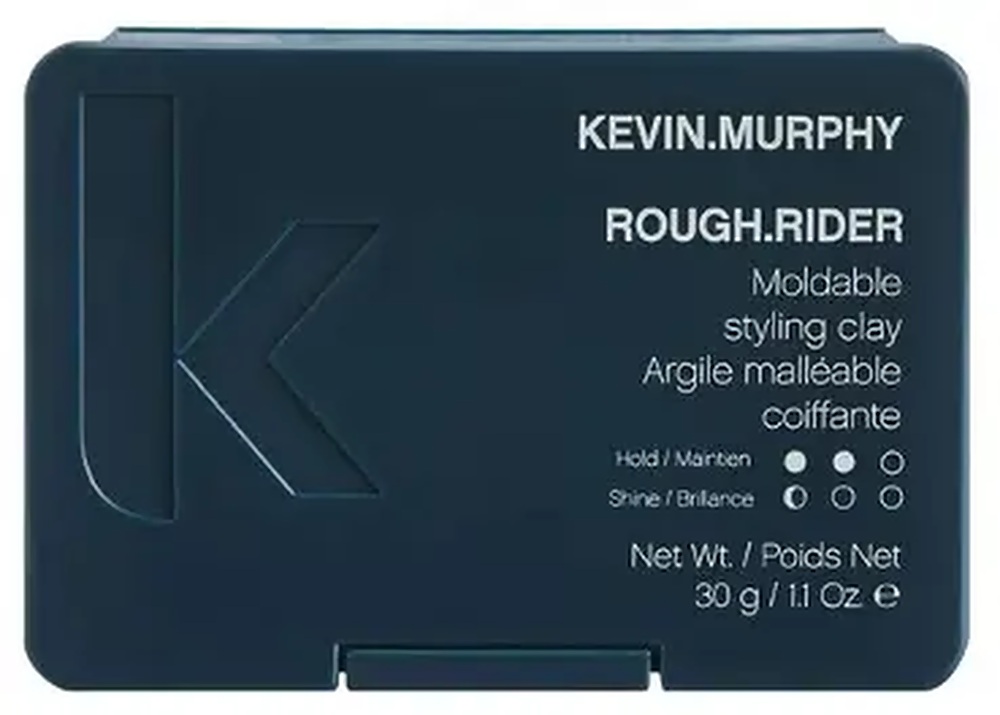 KEVIN.MURPHY
ROUGH.RIDER
Moldable
styling clay
Argile malléable
coiffante
Hold / Maintien
Shine / Brillance
Net Wt. / Poids Net
30 g / 1.1 Oz ℮